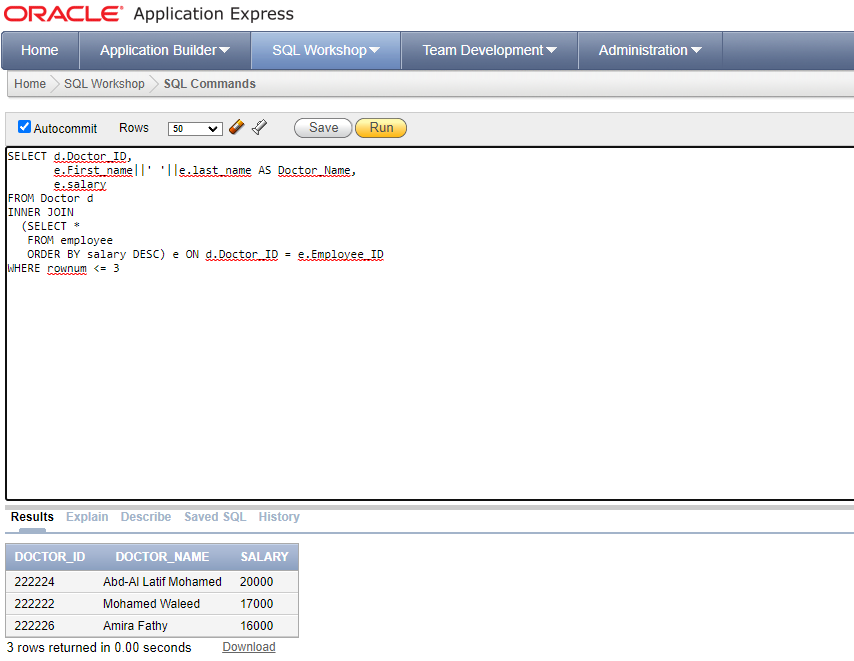 ORACLE® Application Express
Home Application Builder SQL Workshop Team Development Administration
Home SQL Workshop SQL Commands
Autocommit Rows 50 Save Run
SELECT d.Doctor_ID,
e.First_name||' '||e.last_name AS Doctor_Name,
e.salary
FROM Doctor d
INNER JOIN
(SELECT *
FROM employee
ORDER BY salary DESC) e ON d.Doctor_ID = e.Employee_ID
WHERE rownum <= 3
Results Explain Describe Saved SQL History
DOCTOR_ID DOCTOR_NAME SALARY
222224 Abd-Al Latif Mohamed 20000
222222 Mohamed Waleed 17000
222226 Amira Fathy 16000
3 rows returned in 0.00 seconds Download